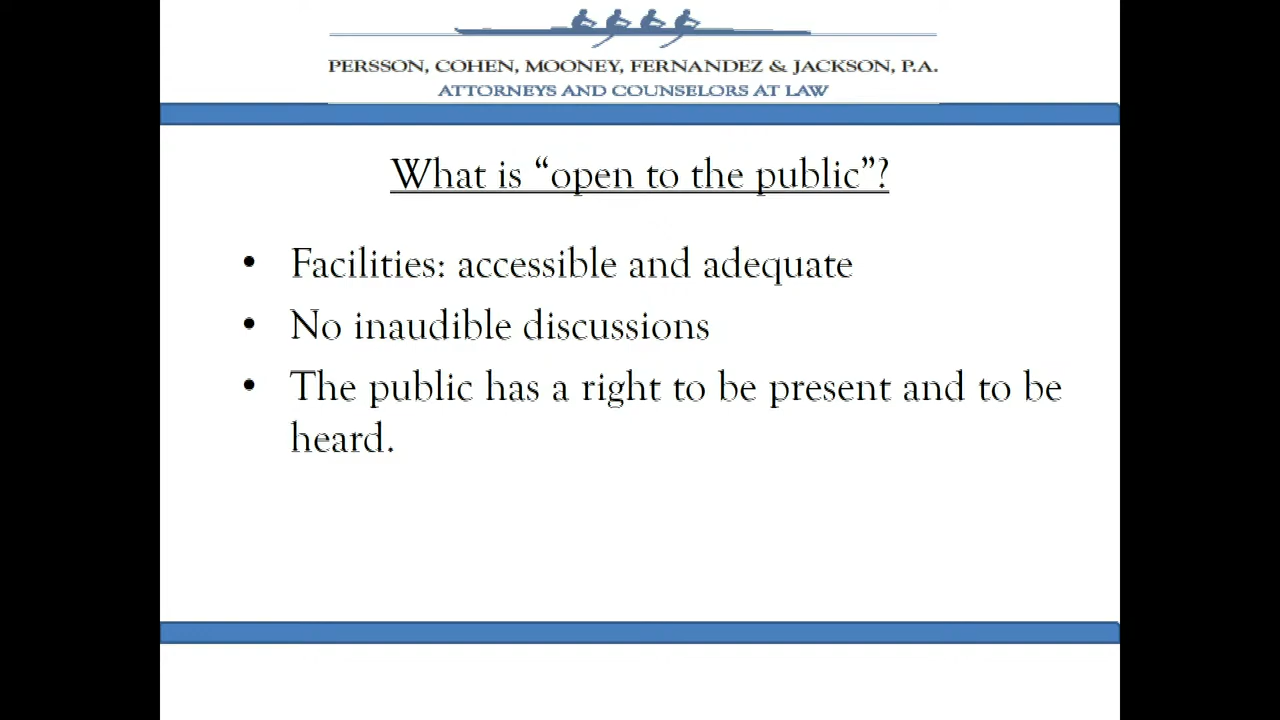 PERSSON, COHEN, MOONEY, FERNANDEZ & JACKSON, P.A.
ATTORNEYS AND COUNSELORS AT LAW
What is “open to the public”?
• Facilities: accessible and adequate
• No inaudible discussions
• The public has a right to be present and to be
heard.